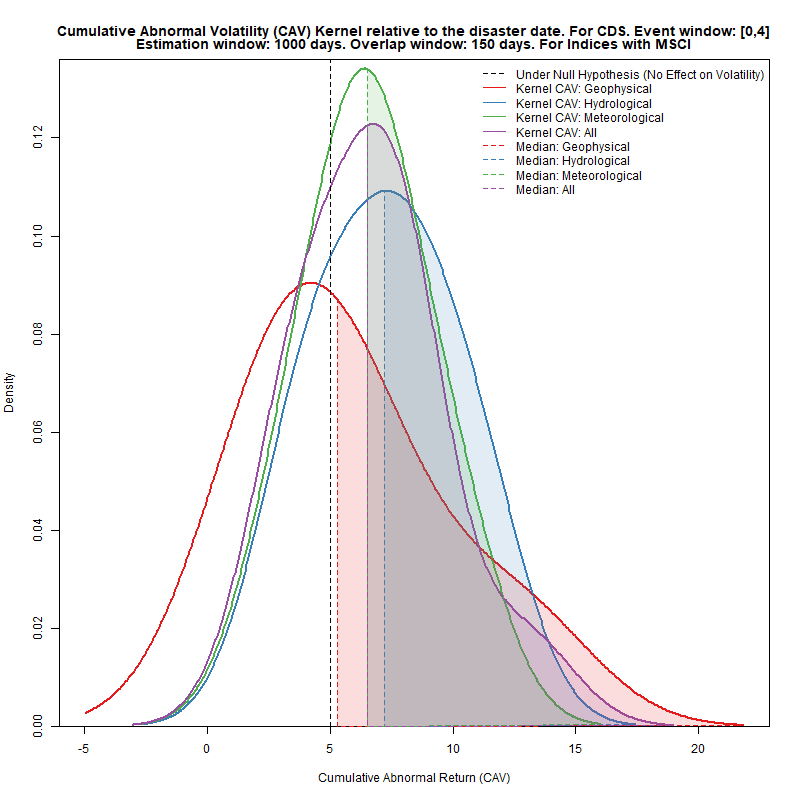 Cumulative Abnormal Volatility (CAV) Kernel relative to the disaster date. For CDS. Event window: [0,4]
Estimation window: 1000 days. Overlap window: 150 days. For Indices with MSCI
Under Null Hypothesis (No Effect on Volatility)
Kernel CAV: Geophysical
Kernel CAV: Hydrological
Kernel CAV: Meteorological
Kernel CAV: All
Median: Geophysical
Median: Hydrological
Median: Meteorological
Median: All
Density
0.12
0.10
0.08
0.06
0.04
0.02
0.00
-5 0 5 10 15 20
Cumulative Abnormal Return (CAV)